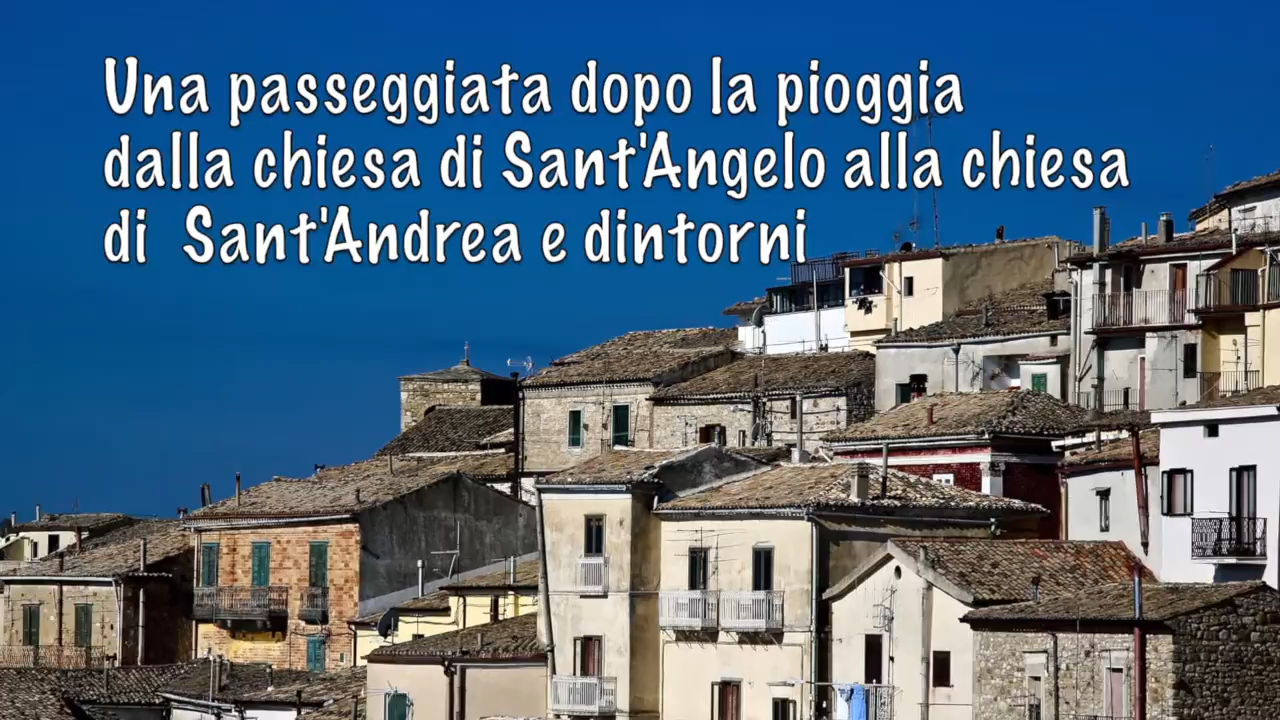 Una passeggiata dopo la pioggia
dalla chiesa di Sant'Angelo alla chiesa
di Sant'Andrea e dintorni